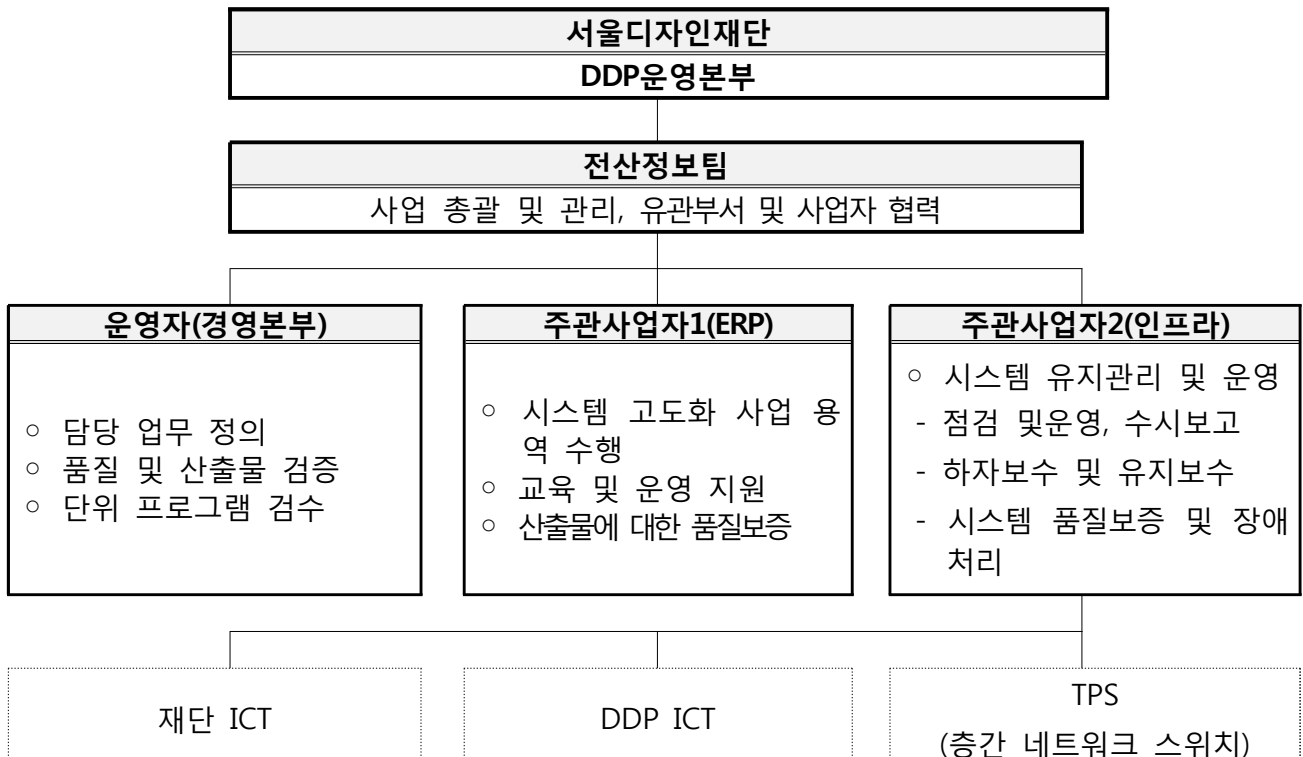 서울디자인재단
DDP운영본부
전산정보팀
사업 총괄 및 관리, 유관부서 및 사업자 협력
운영자(경영본부)
○ 담당 업무 정의
○ 품질 및 산출물 검증
○ 단위 프로그램 검수
주관사업자1(ERP)
○ 시스템 고도화 사업 용
역 수행
○ 교육 및 운영 지원
○ 산출물에 대한 품질보증
주관사업자2(인프라)
○ 시스템 유지관리 및 운영
- 점검 및운영, 수시보고
- 하자보수 및 유지보수
- 시스템 품질보증 및 장애
처리
재단 ICT
DDP ICT
TPS
(층간 네트워크 스위치)